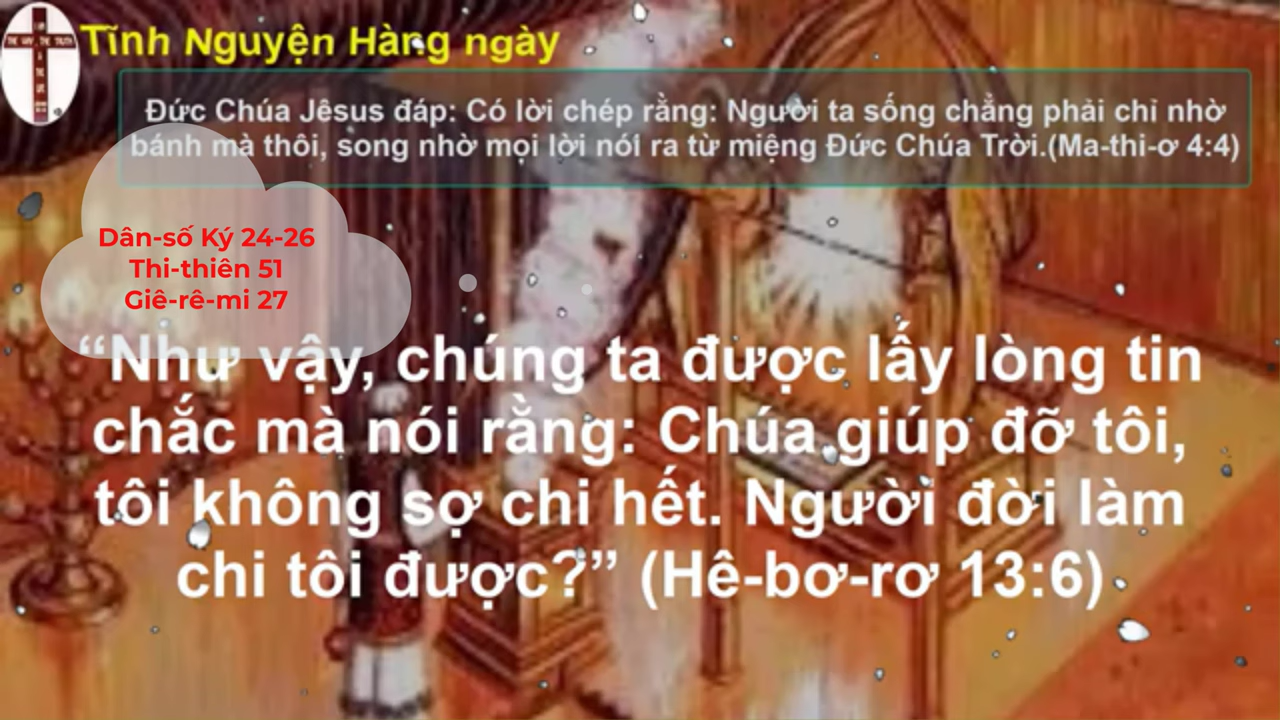 Tĩnh Nguyện Hàng ngày
Đức Chúa Jêsus đáp: Có lời chép rằng: Người ta sống chẳng phải chỉ nhờ
bánh mà thôi, song nhờ mọi lời nói ra từ miệng Đức Chúa Trời.(Ma-thi-ơ 4:4)
Dân-số Ký 24-26
Thi-thiên 51
Giê-rê-mi 27
“Như vậy, chúng ta được lấy lòng tin
chắc mà nói rằng: Chúa giúp đỡ tôi,
tôi không sợ chi hết. Người đời làm
chi tôi được?” (Hê-bơ-rơ 13:6)